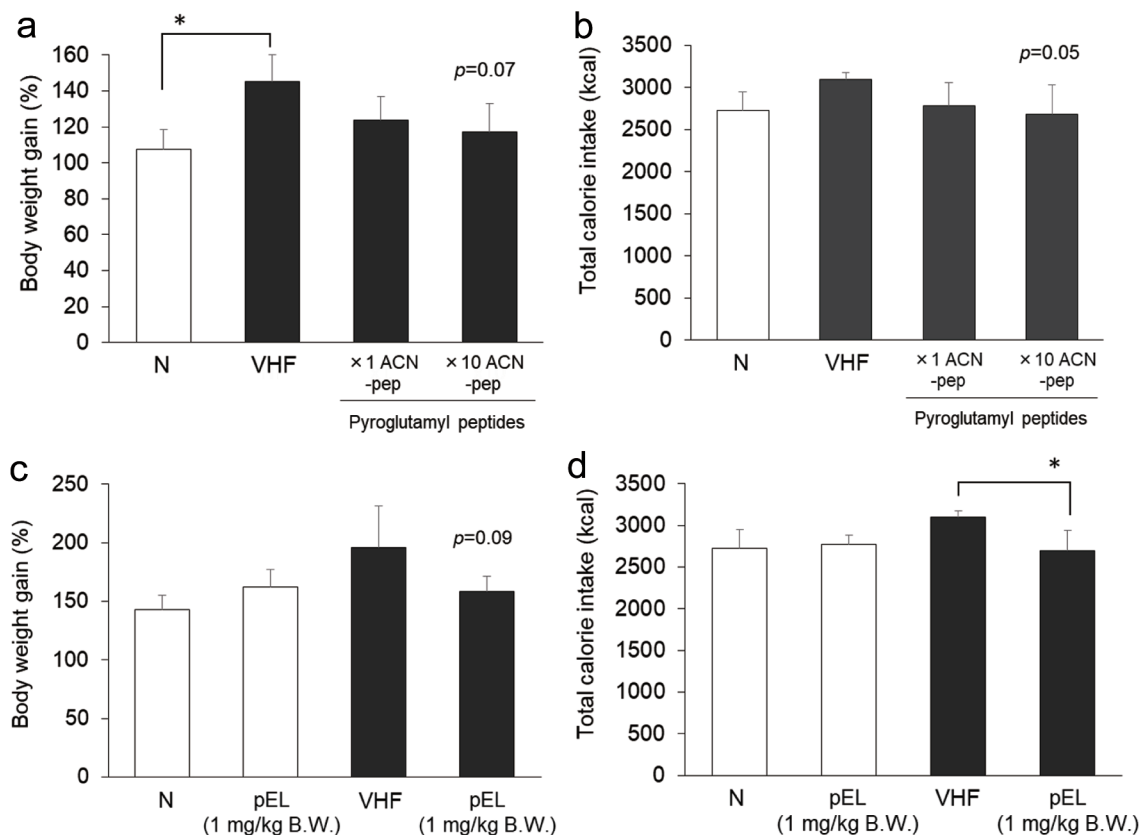 a
*
Body weight gain (%)
160
140
120
100
80
60
40
20
0
p=0.07
N
VHF
×1 ACN
-pep
×10 ACN
-pep
Pyroglutamyl peptides
b
Total calorie intake (kcal)
3500
3000
2500
2000
1500
1000
500
0
p=0.05
N
VHF
×1 ACN
-pep
×10 ACN
-pep
Pyroglutamyl peptides
c
Body weight gain (%)
250
200
150
100
50
0
p=0.09
N
pEL
(1 mg/kg B.W.)
VHF
pEL
(1 mg/kg B.W.)
d
*
Total calorie intake (kcal)
3500
3000
2500
2000
1500
1000
500
0
N
pEL
(1 mg/kg B.W.)
VHF
pEL
(1 mg/kg B.W.)